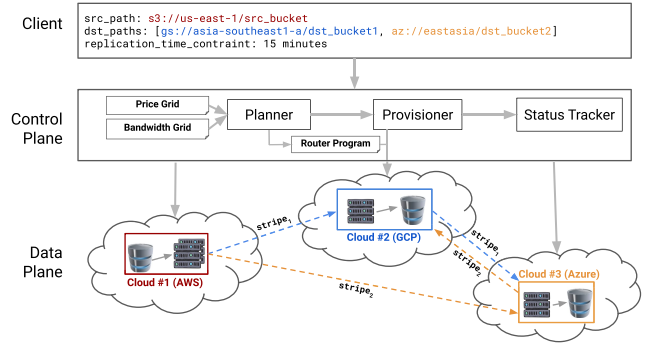 Client
src_path: s3://us-east-1/src_bucket
dst_paths: [gs://asia-southeast1-a/dst_bucket1, az://eastasia/dst_bucket2]
replication_time_contraint: 15 minutes
Control
Plane
Price Grid
Bandwidth Grid
Planner
Router Program
Provisioner
Status Tracker
Data
Plane
Cloud #1 (AWS)
stripe1
Cloud #2 (GCP)
stripe1
stripe2
stripe2
Cloud #3 (Azure)